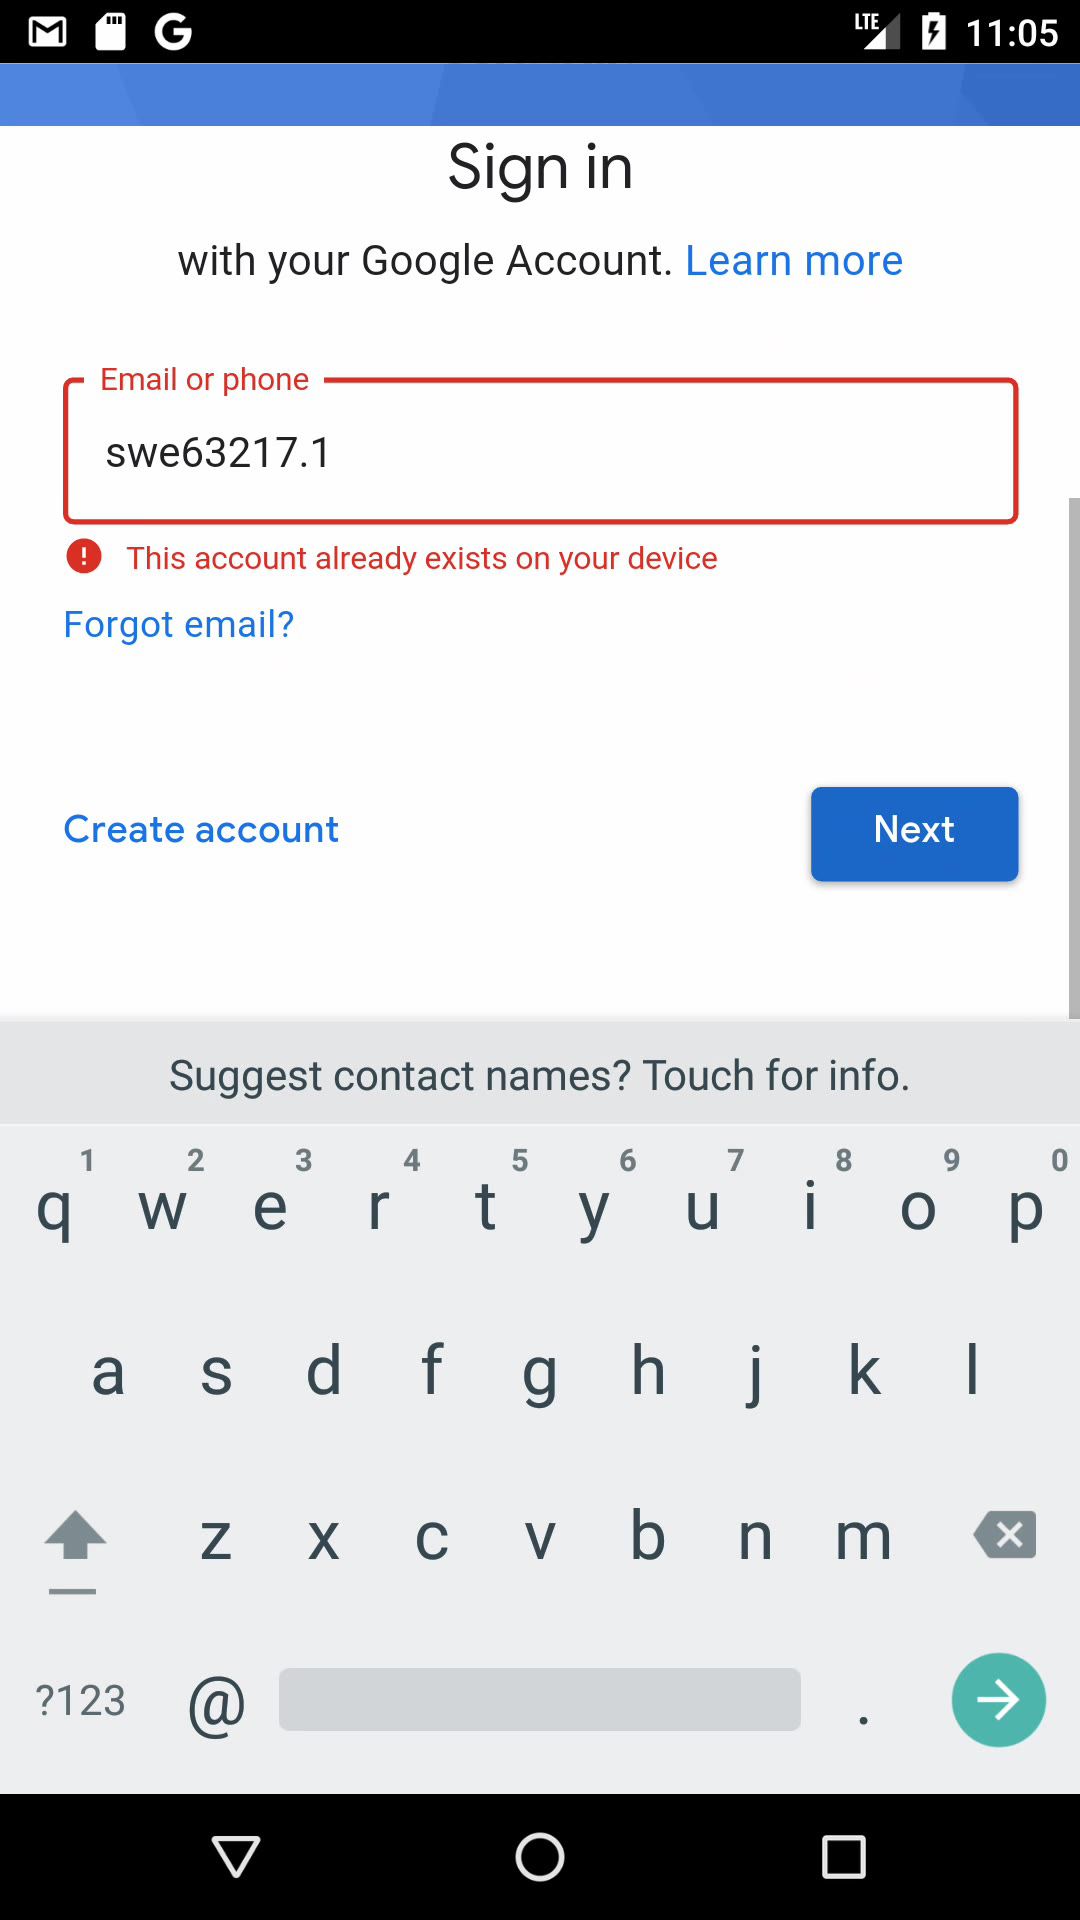 LTE 11:05
Sign in
with your Google Account. Learn more
Email or phone
swe63217.1
This account already exists on your device
Forgot email?
Create account
Next
Suggest contact names? Touch for info.
1 2 3 4 5 6 7 8 9 0
q w e r t y u i o p
a s d f g h j k l
z x c v b n m
?123 @ .